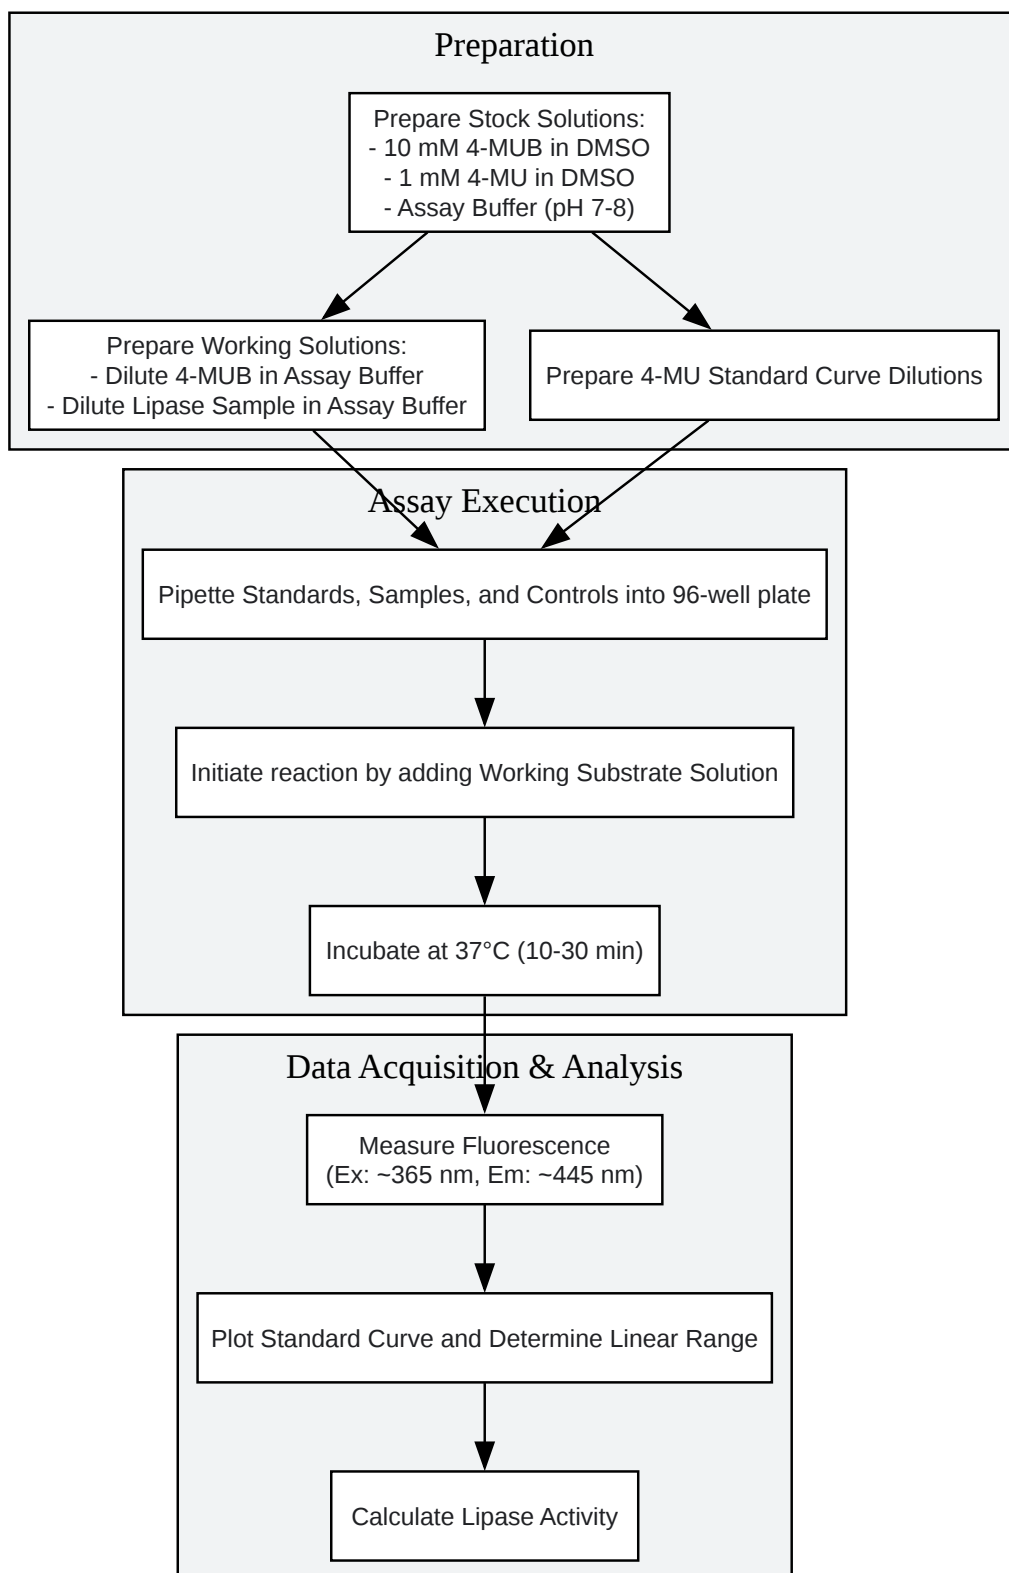 Preparation
Prepare Stock Solutions:
- 10 mM 4-MUB in DMSO
- 1 mM 4-MU in DMSO
- Assay Buffer (pH 7-8)
Prepare Working Solutions:
- Dilute 4-MUB in Assay Buffer
- Dilute Lipase Sample in Assay Buffer
Prepare 4-MU Standard Curve Dilutions
Assay Execution
Pipette Standards, Samples, and Controls into 96-well plate
Initiate reaction by adding Working Substrate Solution
Incubate at 37°C (10-30 min)
Data Acquisition & Analysis
Measure Fluorescence
(Ex: ~365 nm, Em: ~445 nm)
Plot Standard Curve and Determine Linear Range
Calculate Lipase Activity